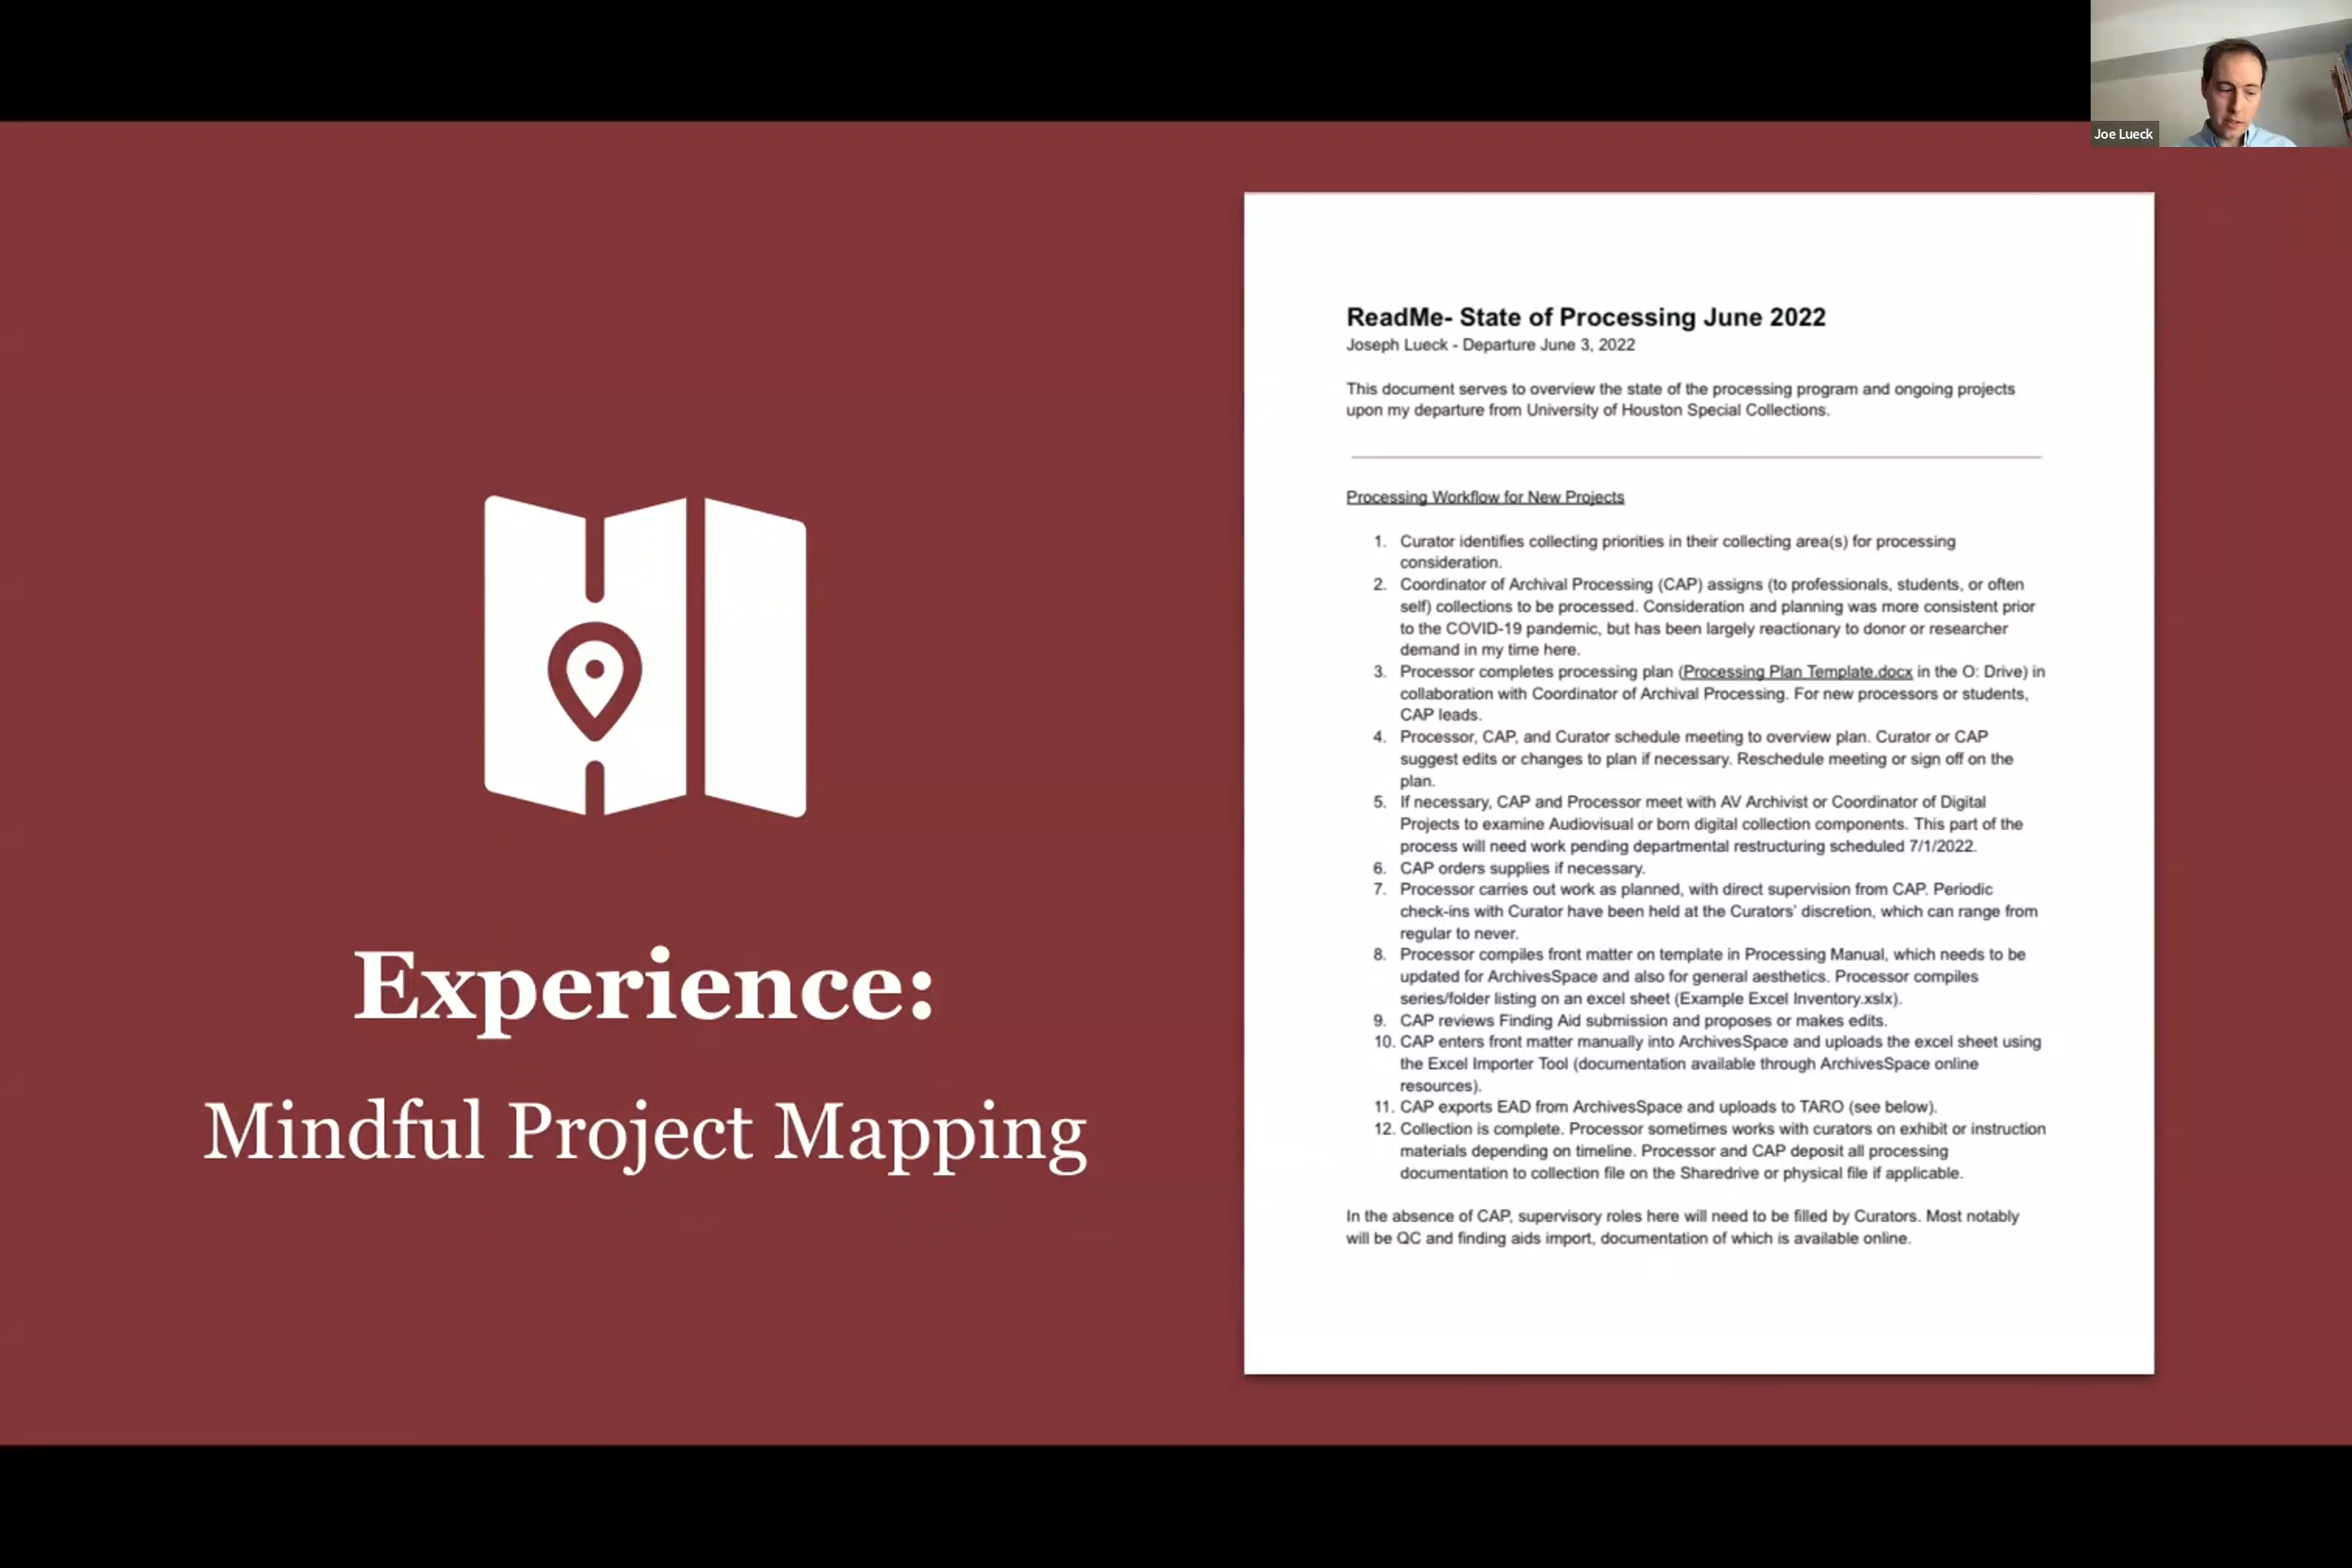 Joe Lueck
Experience:
Mindful Project Mapping
ReadMe- State of Processing June 2022
Joseph Lueck - Departure June 3, 2022
This document serves to overview the state of the processing program and ongoing projects
upon my departure from University of Houston Special Collections.
Processing Workflow for New Projects
1. Curator identifies collecting priorities in their collecting area(s) for processing
consideration.
2. Coordinator of Archival Processing (CAP) assigns (to professionals, students, or often
self) collections to be processed. Consideration and planning was more consistent prior
to the COVID-19 pandemic, but has been largely reactionary to donor or researcher
demand in my time here.
3. Processor completes processing plan (Processing Plan Template.docx in the O: Drive) in
collaboration with Coordinator of Archival Processing. For new processors or students,
CAP leads.
4. Processor, CAP, and Curator schedule meeting to overview plan. Curator or CAP
suggest edits or changes to plan if necessary. Reschedule meeting or sign off on the
plan.
5. If necessary, CAP and Processor meet with AV Archivist or Coordinator of Digital
Projects to examine Audiovisual or born digital collection components. This part of the
process will need work pending departmental restructuring scheduled 7/1/2022.
6. CAP orders supplies if necessary.
7. Processor carries out work as planned, with direct supervision from CAP. Periodic
check-ins with Curator have been held at the Curators' discretion, which can range from
regular to never.
8. Processor compiles front matter on template in Processing Manual, which needs to be
updated for ArchivesSpace and also for general aesthetics. Processor compiles
series/folder listing on an excel sheet (Example Excel Inventory.xslx).
9. CAP reviews Finding Aid submission and proposes or makes edits.
10. CAP enters front matter manually into ArchivesSpace and uploads the excel sheet using
the Excel Importer Tool (documentation available through ArchivesSpace online
resources).
11. CAP exports EAD from ArchivesSpace and uploads to TARO (see below).
12. Collection is complete. Processor sometimes works with curators on exhibit or instruction
materials depending on timeline. Processor and CAP deposit all processing
documentation to collection file on the Sharedrive or physical file if applicable.
In the absence of CAP, supervisory roles here will need to be filled by Curators. Most notably
will be QC and finding aids import, documentation of which is available online.